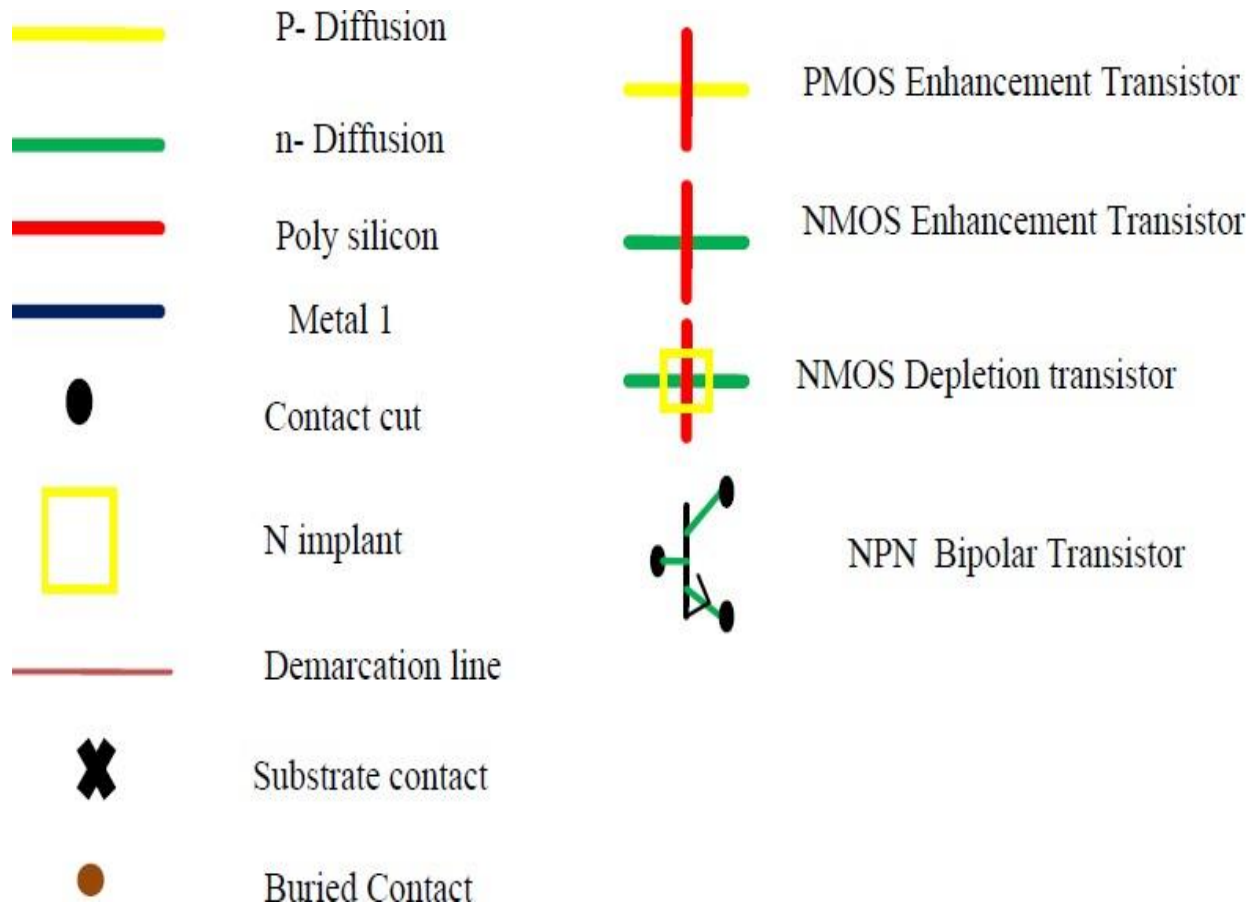 P- Diffusion
n- Diffusion
Poly silicon
Metal 1
Contact cut
N implant
Demarcation line
Substrate contact
Buried Contact
PMOS Enhancement Transistor
NMOS Enhancement Transistor
NMOS Depletion transistor
NPN Bipolar Transistor